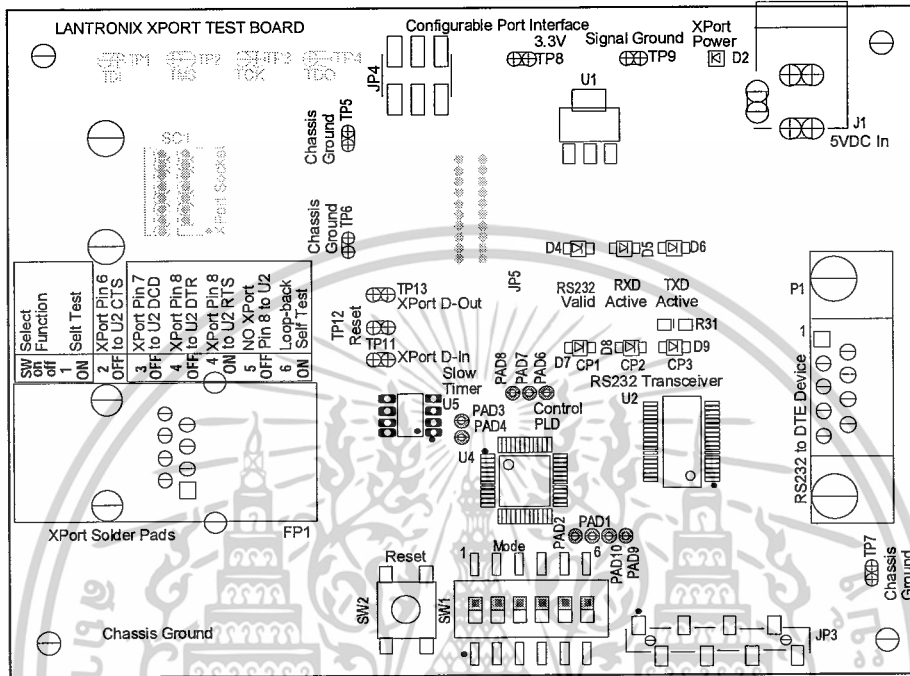 LANTRONIX XPORT TEST BOARD
Configurable Port Interface
3.3V
Signal Ground
XPort
Power
TP1
TP2
TP3
TP4
TDI
TMS
TCK
TDO
JP4
TP8
TP9
D2
U1
J1
5VDC In
TP5
Chassis
Ground
SO1
XPort Socket
TP6
Chassis
Ground
D4
D5
D6
RS232
Valid
RXD
Active
TXD
Active
JP5
R31
P1
1
SW
on
off
Select
Function
1
ON
Selt Test
2
OFF
XPort Pin 6
to U2 CTS
3
OFF
XPort Pin 7
to U2 DCD
4
OFF
XPort Pin 8
to U2 DTR
4
ON
XPort Pin 8
to U2 RTS
5
OFF
NO XPort
Pin 8 to U2
6
ON
Loop-back
Self Test
TP13
XPort D-Out
TP12
Reset
TP11
XPort D-In
D7
D8
D9
CP1
CP2
CP3
RS232 Transceiver
U2
Slow
Timer
U5
PAD8
PAD7
PAD6
Control
PLD
PAD3
PAD4
U4
RS232 to DTE Device
XPort Solder Pads
FP1
PAD2
PAD1
PAD10
PAD9
TP7
Chassis
Ground
Reset
1
Mode
6
SW2
SW1
Chassis Ground
JP3